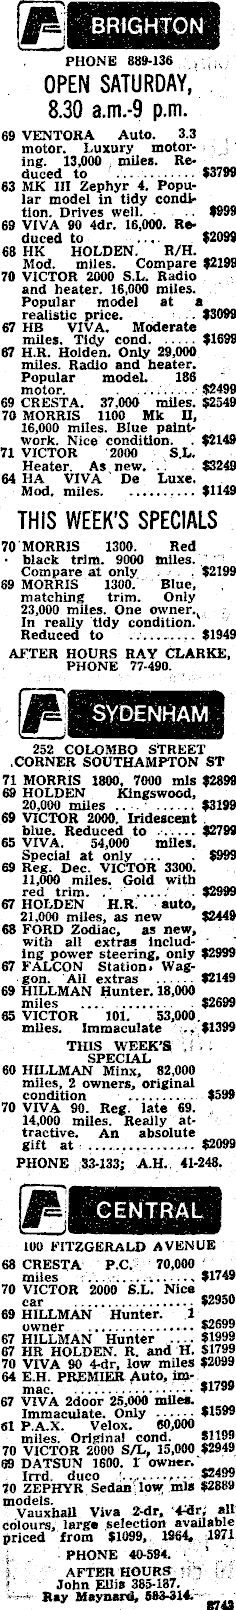 BRIGHTON
PHONE 889-136
OPEN SATURDAY,
8.30 a.m.-9 p.m.
69 VENTORA Auto. 3.3
motor. Luxury motor-
ing. 13,000 miles. Re-
duced to .......... $3799
63 MK III Zephyr 4. Popu-
lar model in tidy condi-
tion. Drives well. . . $999
69 VIVA 90 4dr. 16,000. Re-
duced to .... $2099
68 HK HOLDEN. R/H.
Mod. miles. Compare $2199
70 VICTOR 2000 S.L. Radio
and heater. 16,000 miles.
Popular model at a
realistic price. ....... $3099
67 HB VIVA. Moderate
miles. Tidy cond. ..... $1699
67 H.R. Holden. Only 29,000
miles. Radio and heater.
Popular model. 186
motor. ............. $2499
69 CRESTA. 37,000 miles. $2549
70 MORRIS 1100 Mk II,
16,000 miles. Blue paint-
work. Nice condition. . $2149
71 VICTOR 2000 S.L.
Heater. As new. .. $3249
64 HA VIVA De Luxe.
Mod. miles. .......... $1149
THIS WEEK'S SPECIALS
70 MORRIS 1300. Red
black trim. 9000 miles.
Compare at only . . $2199
69 MORRIS 1300. Blue,
matching trim. Only
23,000 miles. One owner.
In really tidy condition.
Reduced to .......... $1949
AFTER HOURS RAY CLARKE,
PHONE 77-490.
SYDENHAM
252 COLOMBO STREET
CORNER SOUTHAMPTON ST
71 MORRIS 1800, 7000 mls $2898
69 HOLDEN Kingswood,
20,000 miles .......... $3199
69 VICTOR 2000. Iridescent
blue. Reduced to ...... $2799
65 VIVA. 54,000 miles.
Special at only ... . $999
69 Reg. Dec. VICTOR 3300.
11,000 miles. Gold with
red trim. .......... $2999
67 HOLDEN H.R. auto,
21,000 miles, as new $2449
68 FORD Zodiac, as new,
with all extras includ-
ing power steering, only $2999
67 FALCON Station Wag-
gon. All extras ...... $2149
69 HILLMAN Hunter. 18,000
miles .............. $2699
65 VICTOR 101. 53,000
miles. Immaculate .. $1399
THIS WEEK'S
SPECIAL
60 HILLMAN Minx, 82,000
miles, 2 owners, original
condition .......... $599
70 VIVA 90. Reg. late 69.
14,000 miles. Really at-
tractive. An absolute
gift at .............. $2099
PHONE 33-133; A.H. 41-248.
CENTRAL
100 FITZGERALD AVENUE
68 CRESTA P.C. 70,000
miles .............. $1749
70 VICTOR 2000 S.L. Nice
car ................ $2950
69 HILLMAN Hunter. 1
owner .............. $2699
67 HILLMAN Hunter .... $1999
67 HR HOLDEN. R. and H. $1799
70 VIVA 90 4-dr, low miles $2099
64 E.H. PREMIER Auto, im-
mac. ................ $1799
67 VIVA 2door 25,000 miles.
Immaculate. Only ..... $1599
61 P.A.X. Velox. 60,000
miles. Original cond. $1199
70 VICTOR 2000 S/L, 15,000 $2949
69 DATSUN 1600. 1 owner.
Irrd. duco .......... $2499
70 ZEPHYR Sedan low mls $2889
models.
Vauxhall Viva 2-dr, 4-dr, all
colours, large selection available
priced from $1099, 1964, 1971
PHONE 40-594.
AFTER HOURS
John Ellis 385-187.
Ray Maynard, 583-314.
8743